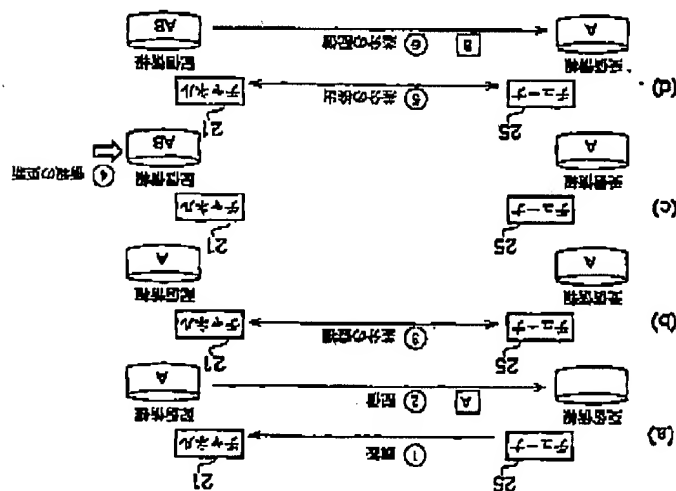 (a)
25
チューナ
①
21
チャネル
受信情報
A ② 配信
配信情報
A
(b)
25
チューナ
③ 差分の
21
チャネル
受信情報
A
配信情報
A
(c)
25
チューナ
21
チャネル
受信情報
A
配信情報
AB
④ 情報の更新
(d)
25
チューナ
⑤ 差分の検出
21
チャネル
受信情報
A
B ⑥ 差分の配信
配信情報
AB